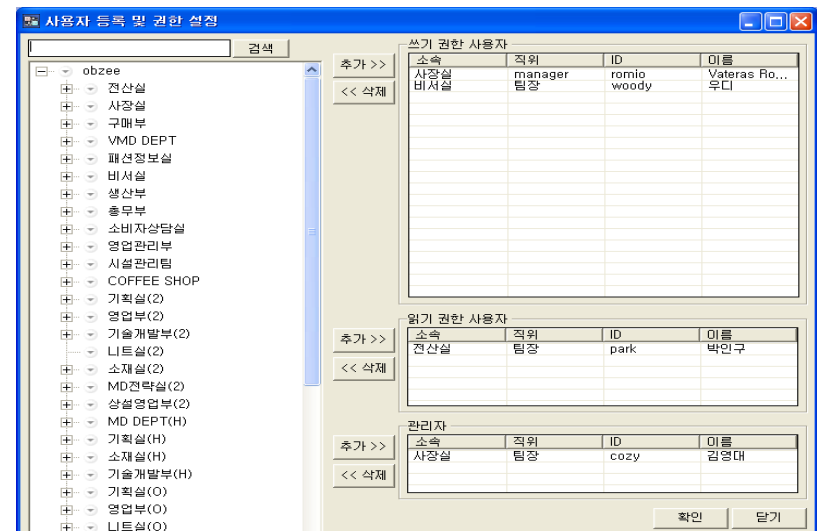 사용자 등록 및 권한 설정
검색
obzee
전산실
사장실
구매부
VMD DEPT
패션정보실
비서실
생산부
총무부
소비자상담실
영업관리부
시설관리팀
COFFEE SHOP
기획실(2)
영업부(2)
기술개발부(2)
니트실(2)
소재실(2)
MD전략실(2)
상설영업부(2)
MD DEPT(H)
기획실(H)
소재실(H)
기술개발부(H)
기획실(O)
영업부(O)
니트실(O)
추가 >>
<< 삭제
쓰기 권한 사용자
소속 직위 ID 이름
사장실 manager romio Vateras Ro...
비서실 팀장 woody 우디
추가 >>
<< 삭제
읽기 권한 사용자
소속 직위 ID 이름
전산실 팀장 park 박인구
추가 >>
<< 삭제
관리자
소속 직위 ID 이름
사장실 팀장 cozy 김영대
확인 닫기